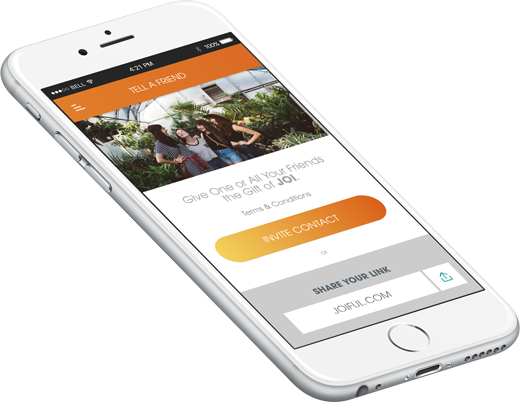 BELL 4:21 PM 100%
TELL A FRIEND
Give One or All Your Friends
the Gift of JOI.
Terms & Conditions
INVITE CONTACT
or
SHARE YOUR LINK
JOIFUL.COM